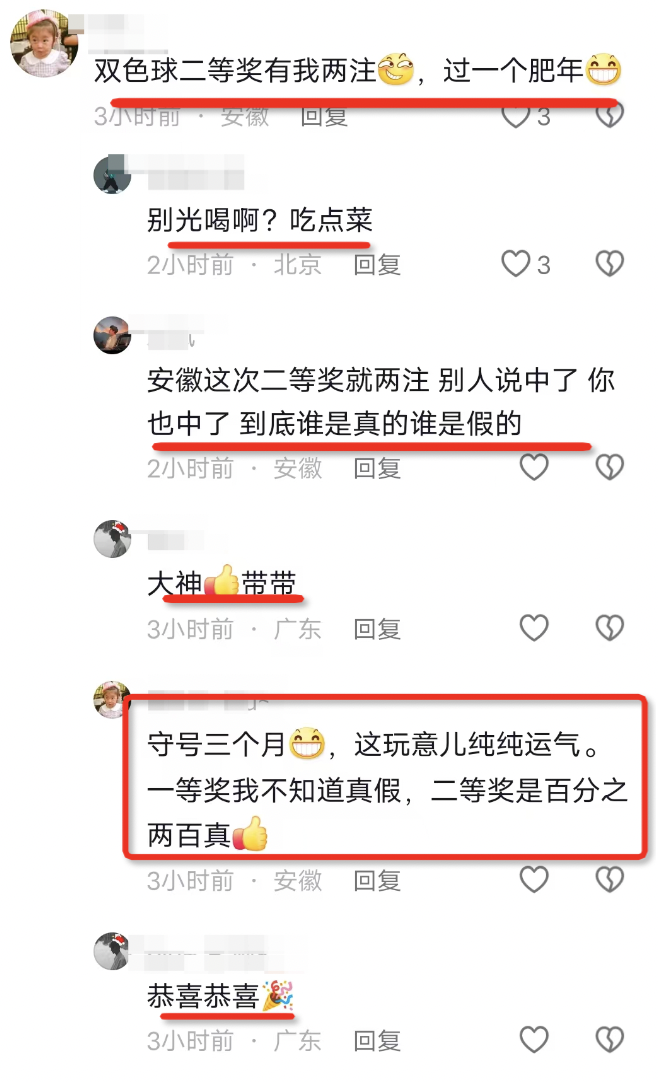 双色球二等奖有我两注，过一个肥年
3小时前 · 安徽 回复 3
别光喝啊？吃点菜
2小时前 · 北京 回复 3
安徽这次二等奖就两注 别人说中了 你
也中了 到底谁是真的谁是假的
2小时前 · 安徽 回复
大神👍带带
3小时前 · 广东 回复
守号三个月，这玩意儿纯纯运气。
一等奖我不知道真假，二等奖是百分之
两百真👍
3小时前 · 安徽 回复
恭喜恭喜🎉
3小时前 · 广东 回复